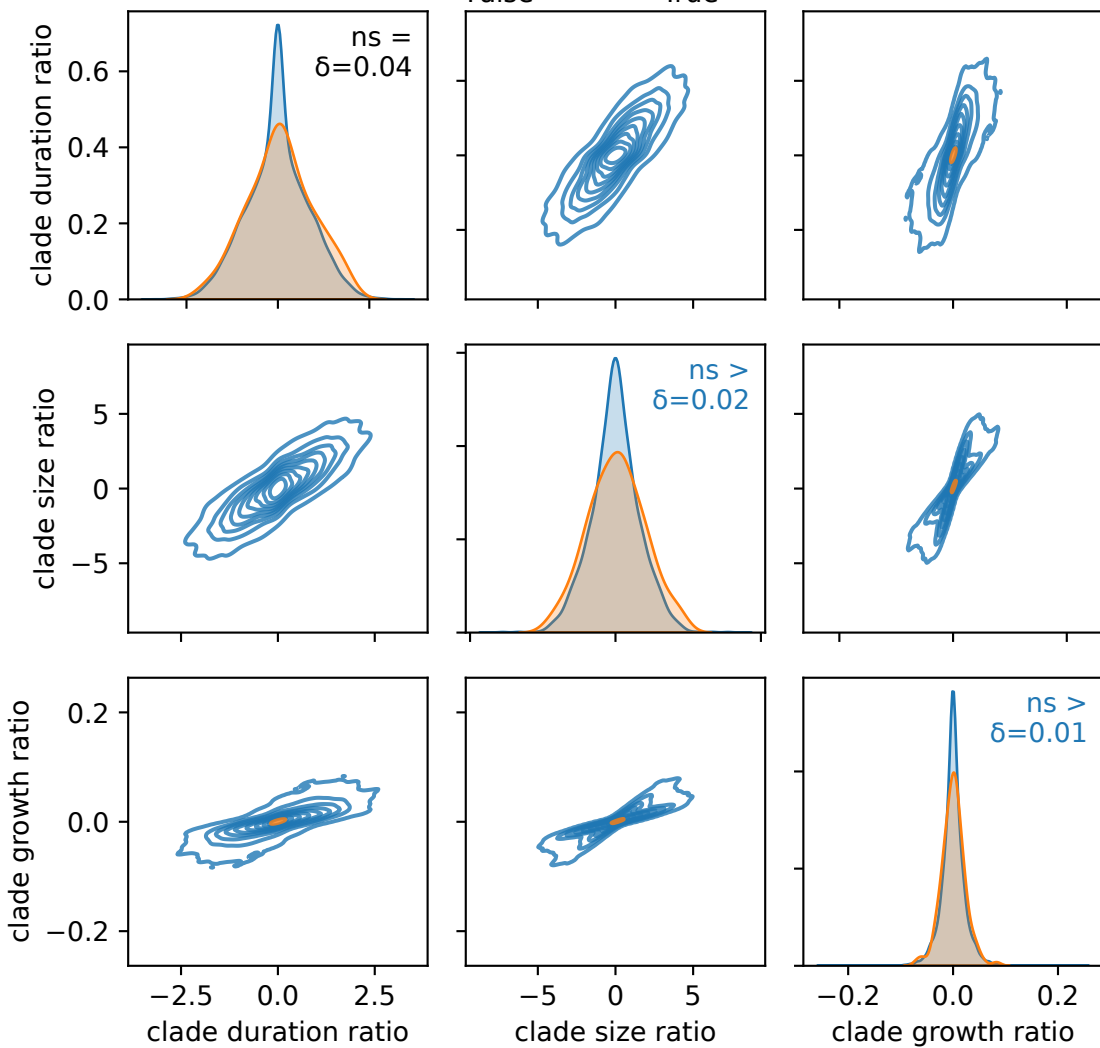 clade duration ratio
0.6
0.4
0.2
0.0
ns =
δ=0.04
clade size ratio
5
0
−5
ns >
δ=0.02
clade growth ratio
0.2
0.0
−0.2
ns >
δ=0.01
−2.5 0.0 2.5
−5 0 5
−0.2 0.0 0.2
clade duration ratio
clade size ratio
clade growth ratio